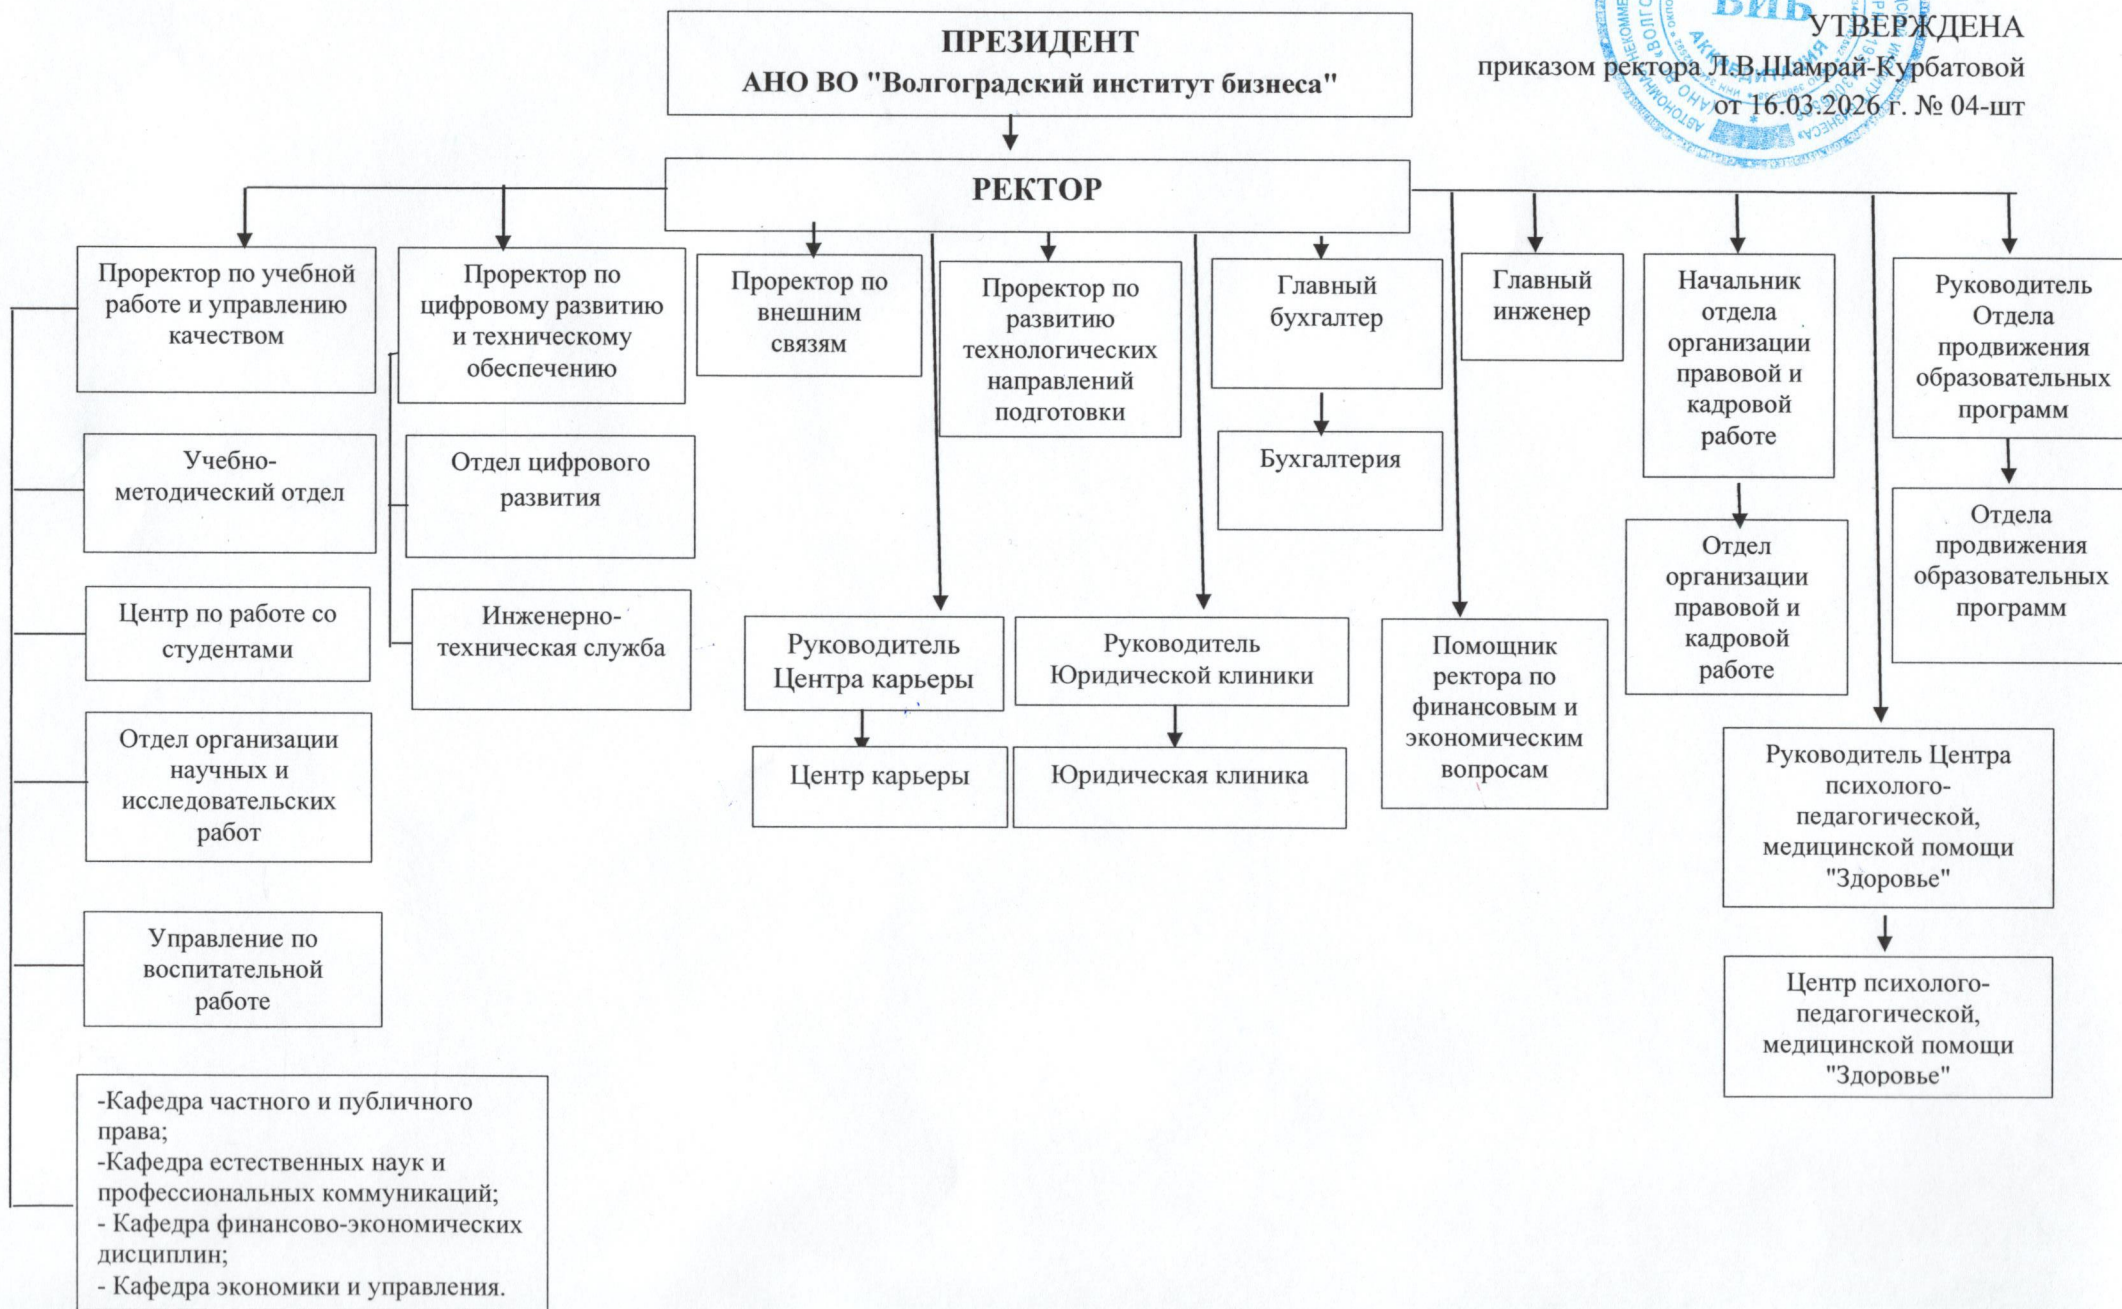 ПРЕЗИДЕНТ
АНО ВО "Волгоградский институт бизнеса"
ВИБ
АККРЕДИТАЦИЯ
УТВЕРЖДЕНА
приказом ректора Л.В.Шамрай-Курбатовой
от 16.03.2026 г. № 04-шт
РЕКТОР
Проректор по учебной
работе и управлению
качеством
Проректор по
цифровому развитию
и техническому
обеспечению
Проректор по
внешним
связям
Проректор по
развитию
технологических
направлений
подготовки
Главный
бухгалтер
Главный
инженер
Начальник
отдела
организации
правовой и
кадровой
работе
Руководитель
Отдела
продвижения
образовательных
программ
Учебно-
методический отдел
Отдел цифрового
развития
Бухгалтерия
Отдел
организации
правовой и
кадровой
работе
Отдела
продвижения
образовательных
программ
Центр по работе со
студентами
Инженерно-
техническая служба
Руководитель
Центра карьеры
Руководитель
Юридической клиники
Помощник
ректора по
финансовым и
экономическим
вопросам
Отдел организации
научных и
исследовательских
работ
Центр карьеры
Юридическая клиника
Руководитель Центра
психолого-
педагогической,
медицинской помощи
"Здоровье"
Управление по
воспитательной
работе
Центр психолого-
педагогической,
медицинской помощи
"Здоровье"
-Кафедра частного и публичного
права;
-Кафедра естественных наук и
профессиональных коммуникаций;
- Кафедра финансово-экономических
дисциплин;
- Кафедра экономики и управления.